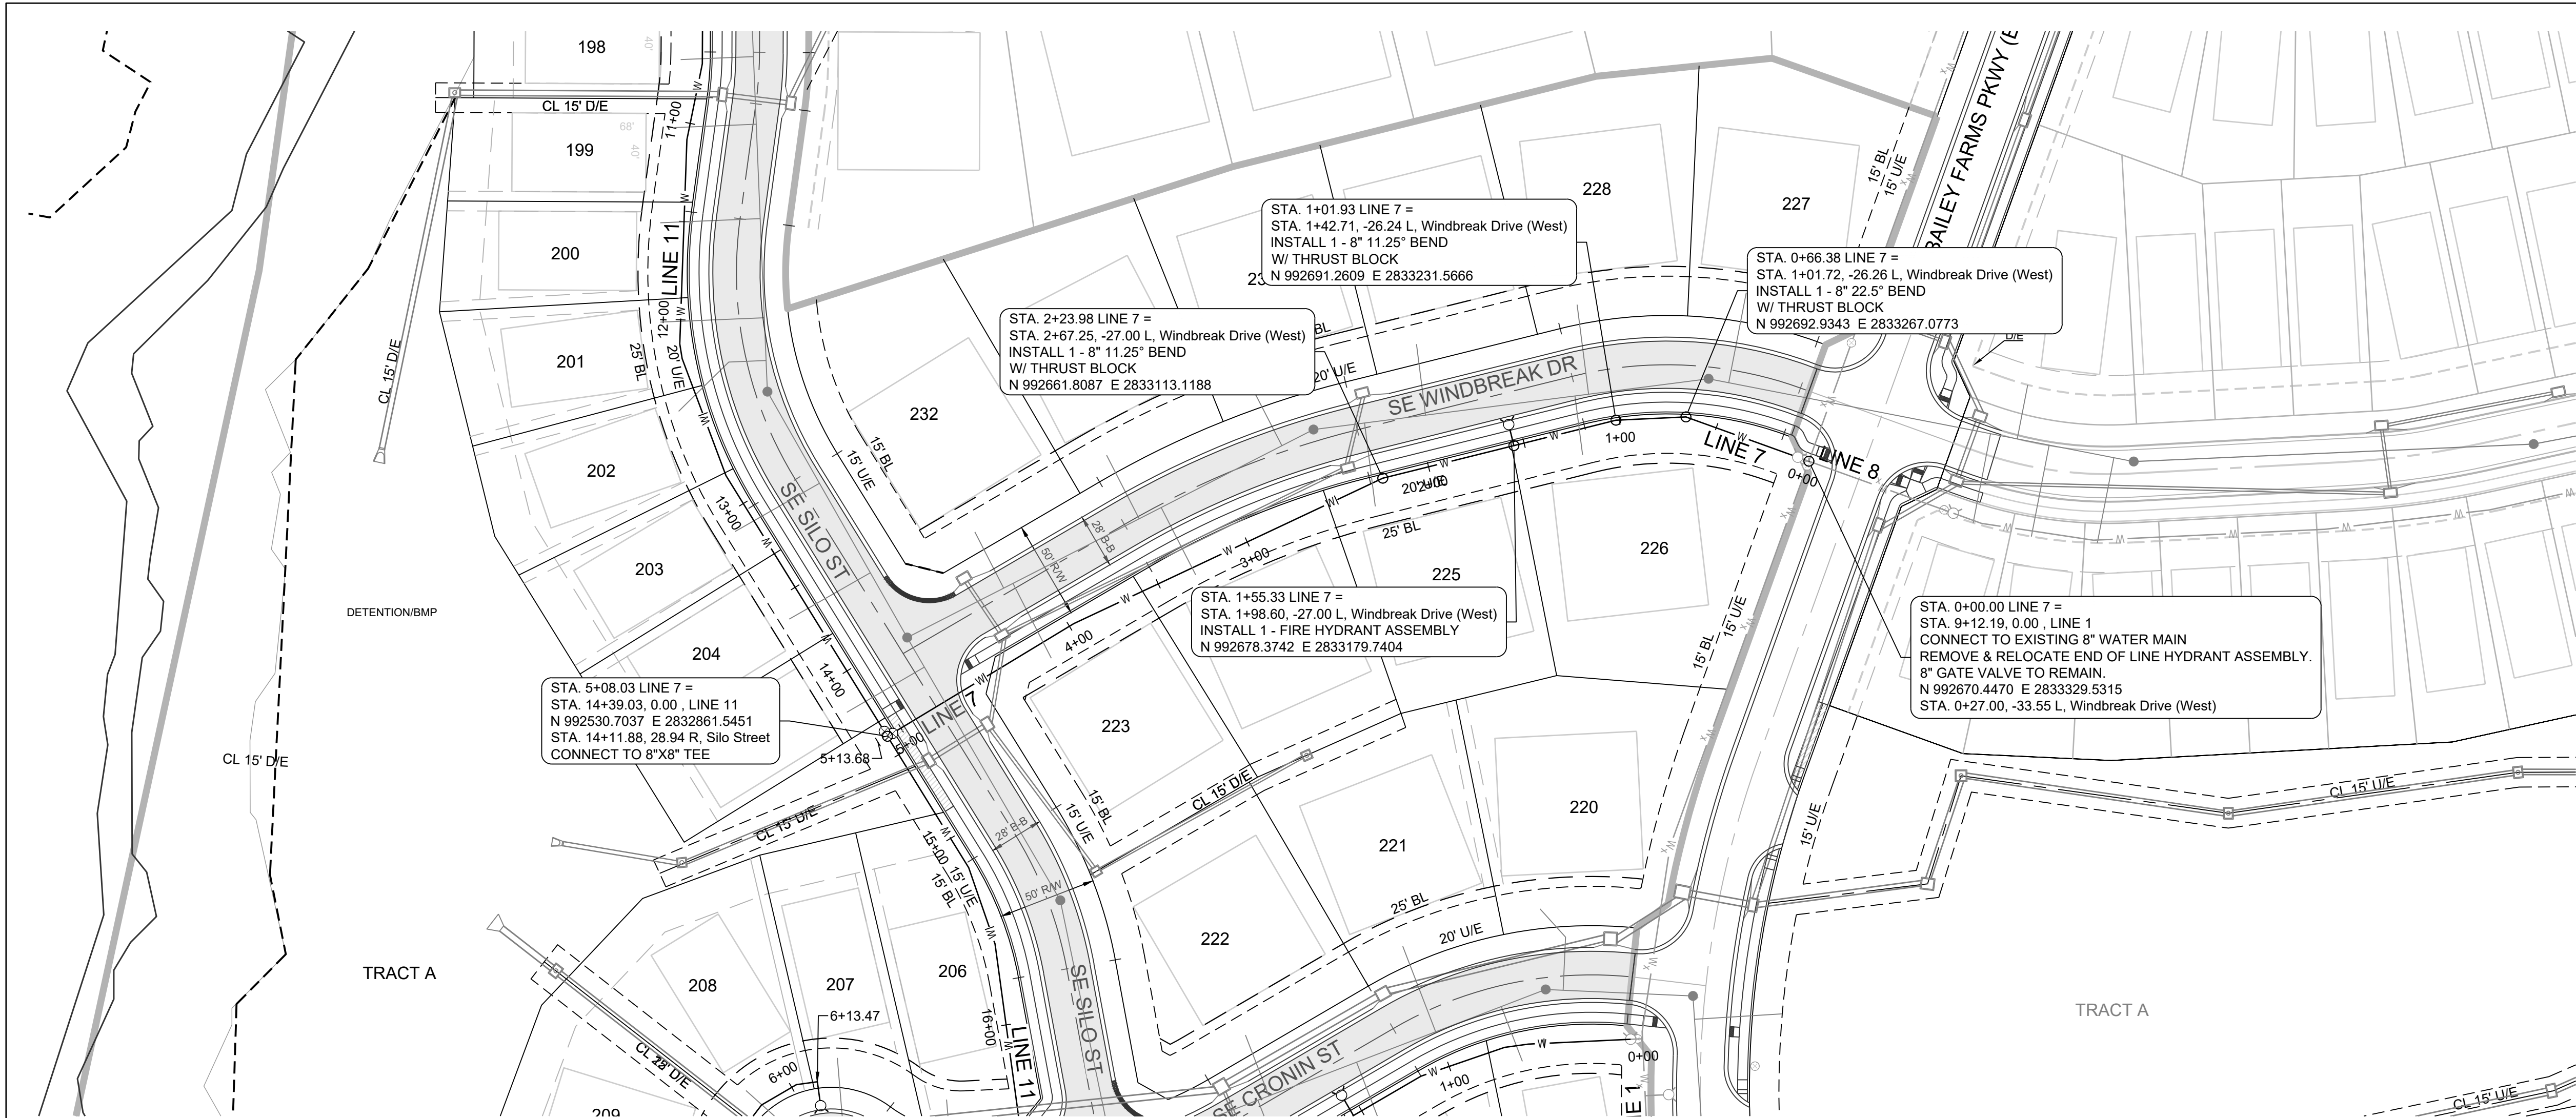 198
40'
CL 15' D/E
11+00
68'
199
40'
LINE 11
200
12+00
25' BL
20' U/E
201
CL 15' D/E
202
13+00
203
SE SILO ST
DETENTION/BMP
204
14+00
232
15' BL
15' U/E
STA. 1+01.93 LINE 7 =
STA. 1+42.71, -26.24 L, Windbreak Drive (West)
INSTALL 1 - 8" 11.25° BEND
W/ THRUST BLOCK
N 992691.2609  E 2833231.5666
228
227
15' BL
15' U/E
BAILEY FARMS PKWY
STA. 0+66.38 LINE 7 =
STA. 1+01.72, -26.26 L, Windbreak Drive (West)
INSTALL 1 - 8" 22.5° BEND
W/ THRUST BLOCK
N 992692.9343  E 2833267.0773
D/E
STA. 2+23.98 LINE 7 =
STA. 2+67.25, -27.00 L, Windbreak Drive (West)
INSTALL 1 - 8" 11.25° BEND
W/ THRUST BLOCK
N 992661.8087  E 2833113.1188
BL
20' U/E
SE WINDBREAK DR
1+00
LINE 7
LINE 8
0+00
20' U/E
2+00
25' BL
28' B-B
50' R/W
3+00
4+00
225
226
STA. 1+55.33 LINE 7 =
STA. 1+98.60, -27.00 L, Windbreak Drive (West)
INSTALL 1 - FIRE HYDRANT ASSEMBLY
N 992678.3742  E 2833179.7404
15' BL
15' U/E
STA. 0+00.00 LINE 7 =
STA. 9+12.19, 0.00 , LINE 1
CONNECT TO EXISTING 8" WATER MAIN
REMOVE & RELOCATE END OF LINE HYDRANT ASSEMBLY.
8" GATE VALVE TO REMAIN.
N 992670.4470  E 2833329.5315
STA. 0+27.00, -33.55 L, Windbreak Drive (West)
STA. 5+08.03 LINE 7 =
STA. 14+39.03, 0.00 , LINE 11
N 992530.7037  E 2832861.5451
STA. 14+11.88, 28.94 R, Silo Street
CONNECT TO 8"X8" TEE
LINE 7
5+00
5+13.68
223
CL 15' D/E
CL 15' D/E
CL 15' D/E
15' BL
15' U/E
28' B-B
15+00
15' U/E
15' BL
50' R/W
220
221
222
25' BL
20' U/E
15' U/E
CL 15' U/E
TRACT A
208
207
206
6+13.47
16+00
LINE 11
SE SILO ST
6+00
209
SE CRONIN ST
1+00
0+00
TRACT A
CL 15' U/E